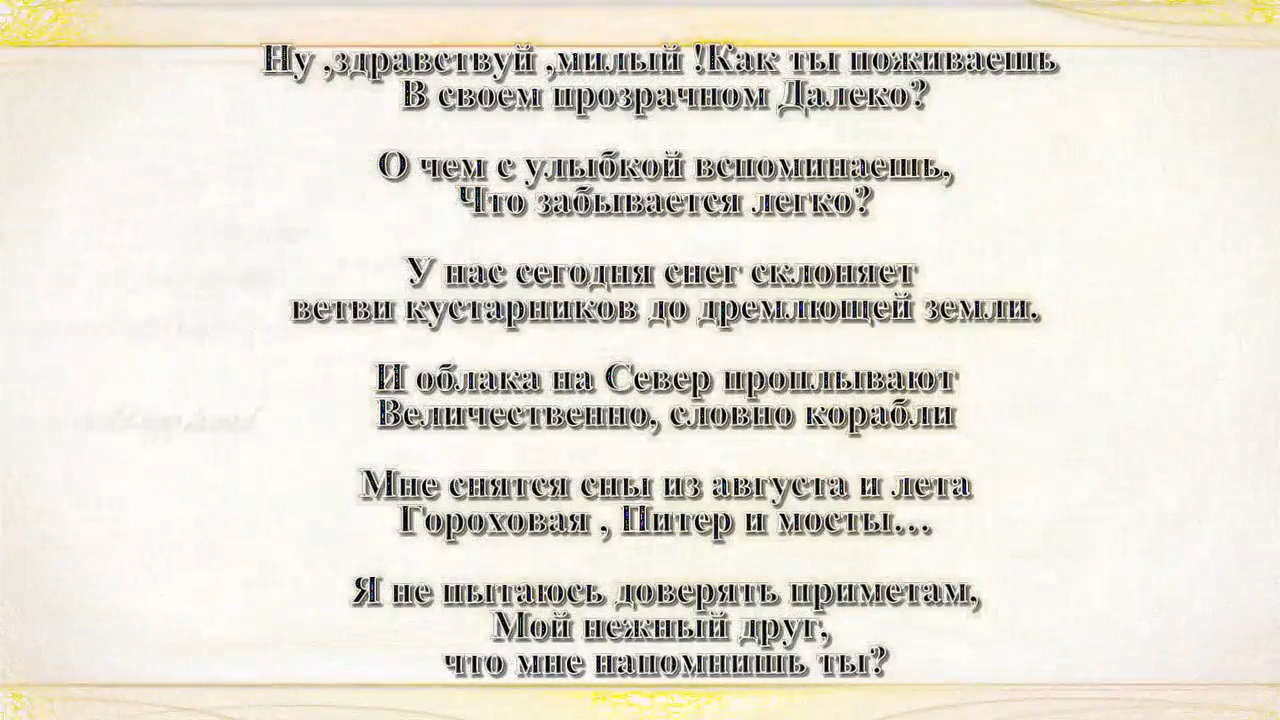 Ну ,здравствуй ,милый !Как ты поживаешь
В своем прозрачном Далеко?
О чем с улыбкой вспоминаешь,
Что забывается легко?
У нас сегодня снег склоняет
ветви кустарников до дремлющей земли.
И облака на Север проплывают
Величественно, словно корабли
Мне снятся сны из августа и лета
Гороховая , Питер и мосты...
Я не пытаюсь доверять приметам,
Мой нежный друг,
что мне напомнишь ты?